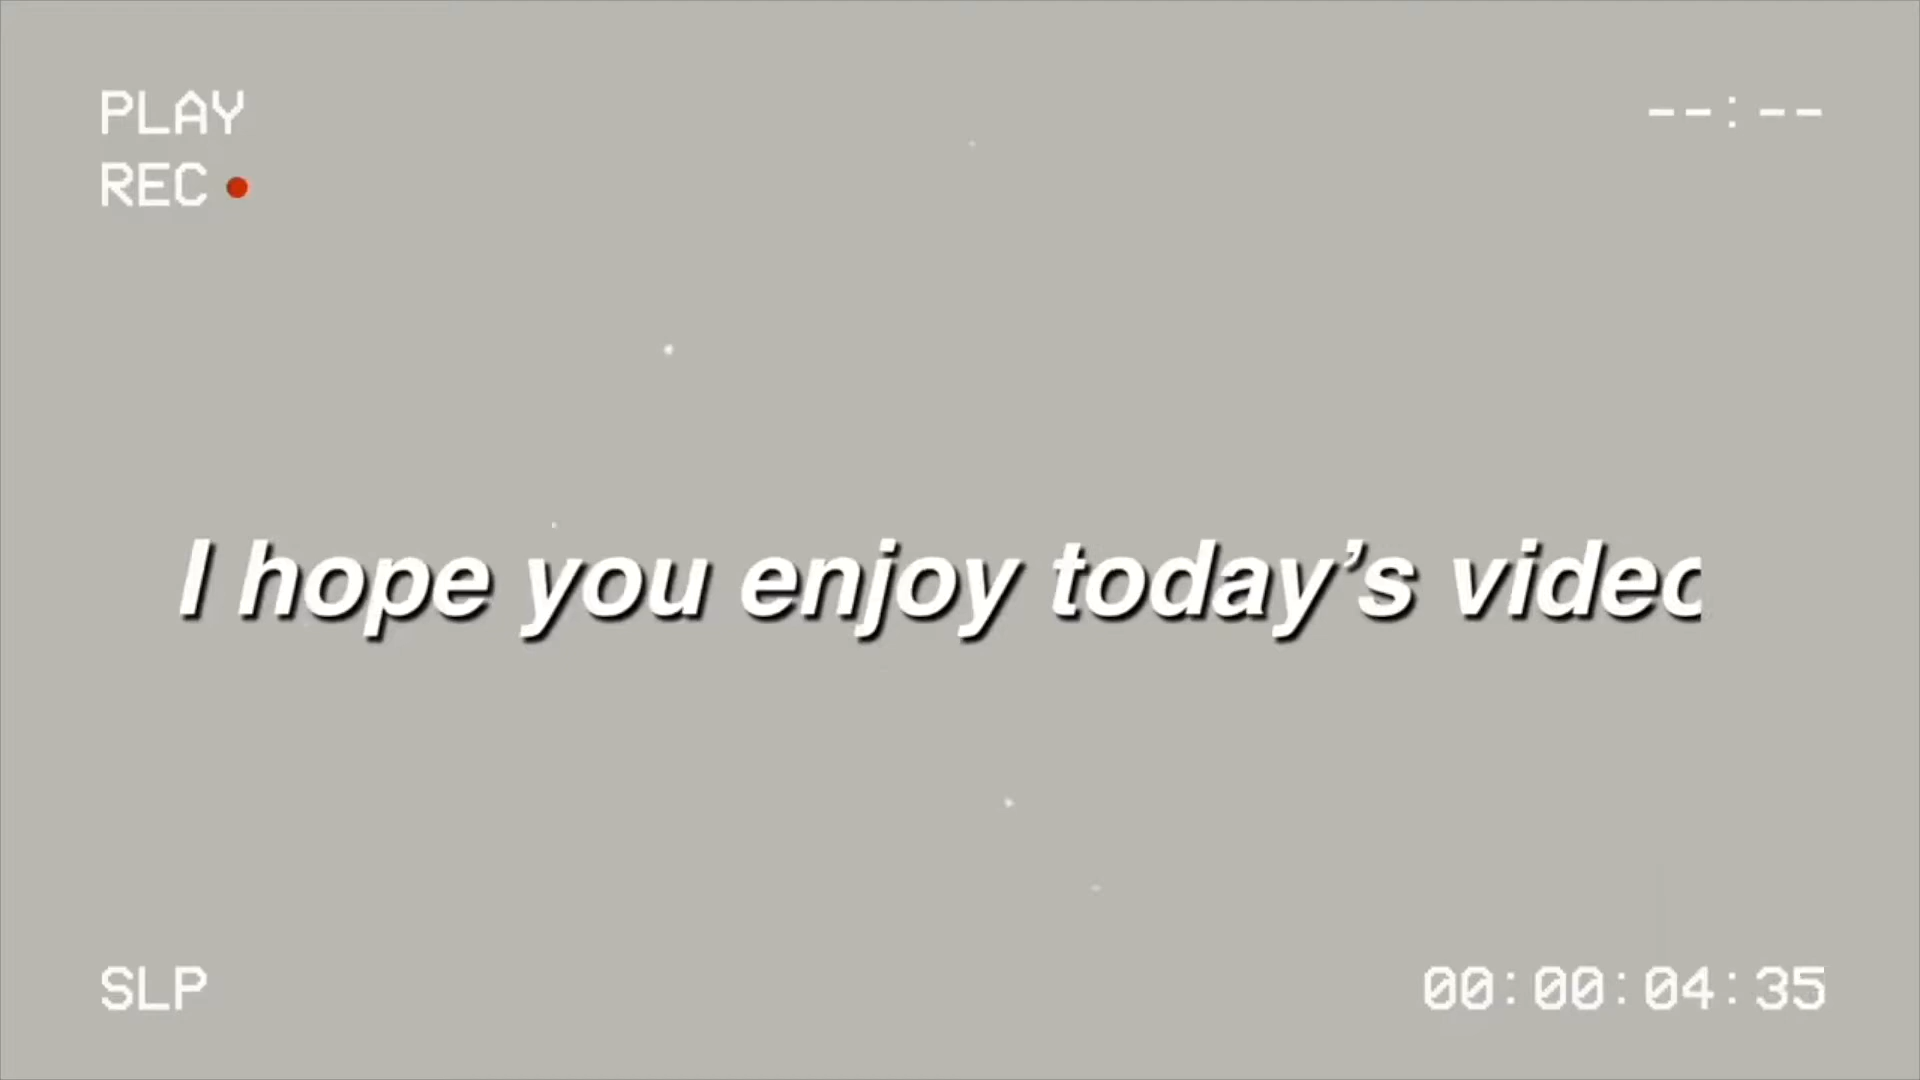 PLAY
--:--
REC
I hope you enjoy today’s video
SLP
00:00:04:35